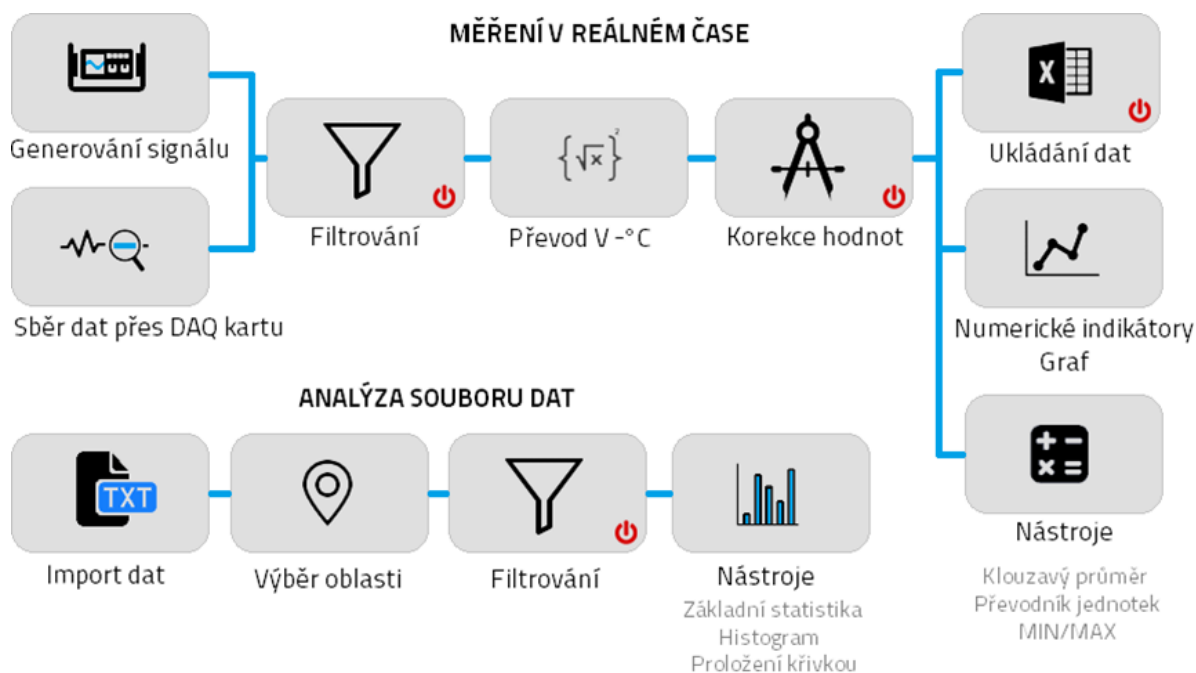 MĚŘENÍ V REÁLNÉM ČASE
Generování signálu
Sběr dat přes DAQ kartu
Filtrování
{√x}²
Převod V -°C
Korekce hodnot
X
Ukládání dat
Numerické indikátory
Graf
Nástroje
Klouzavý průměr
Převodník jednotek
MIN/MAX
ANALÝZA SOUBORU DAT
TXT
Import dat
Výběr oblasti
Filtrování
Nástroje
Základní statistika
Histogram
Proložení křivkou